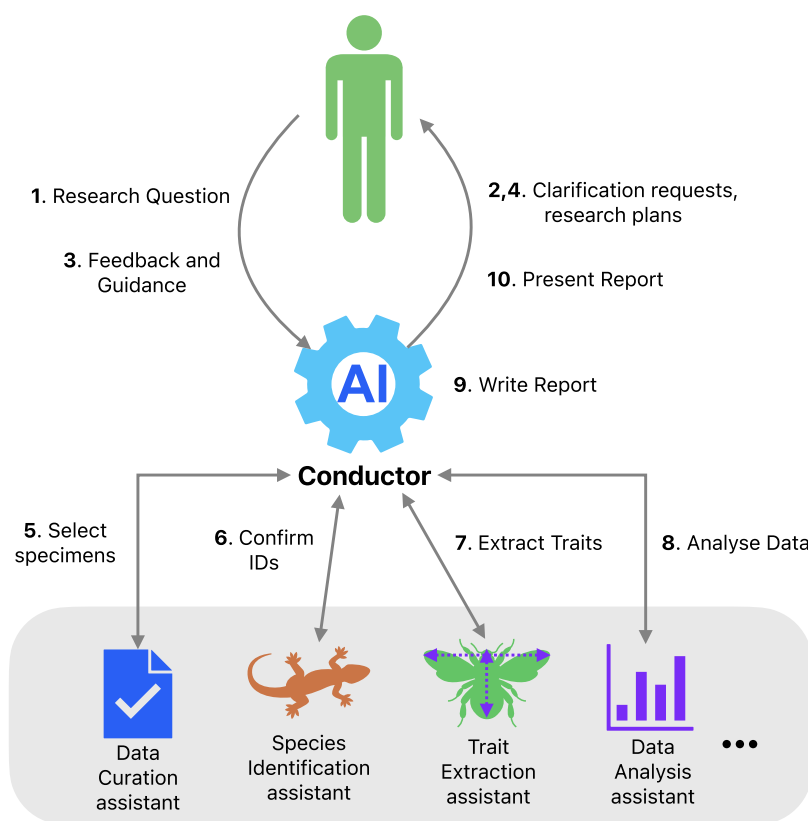 1. Research Question
2,4. Clarification requests,
research plans
3. Feedback and
Guidance
10. Present Report
AI
9. Write Report
Conductor
5. Select
specimens
6. Confirm
IDs
7. Extract Traits
8. Analyse Data
Data
Curation
assistant
Species
Identification
assistant
Trait
Extraction
assistant
Data
Analysis
assistant
•••